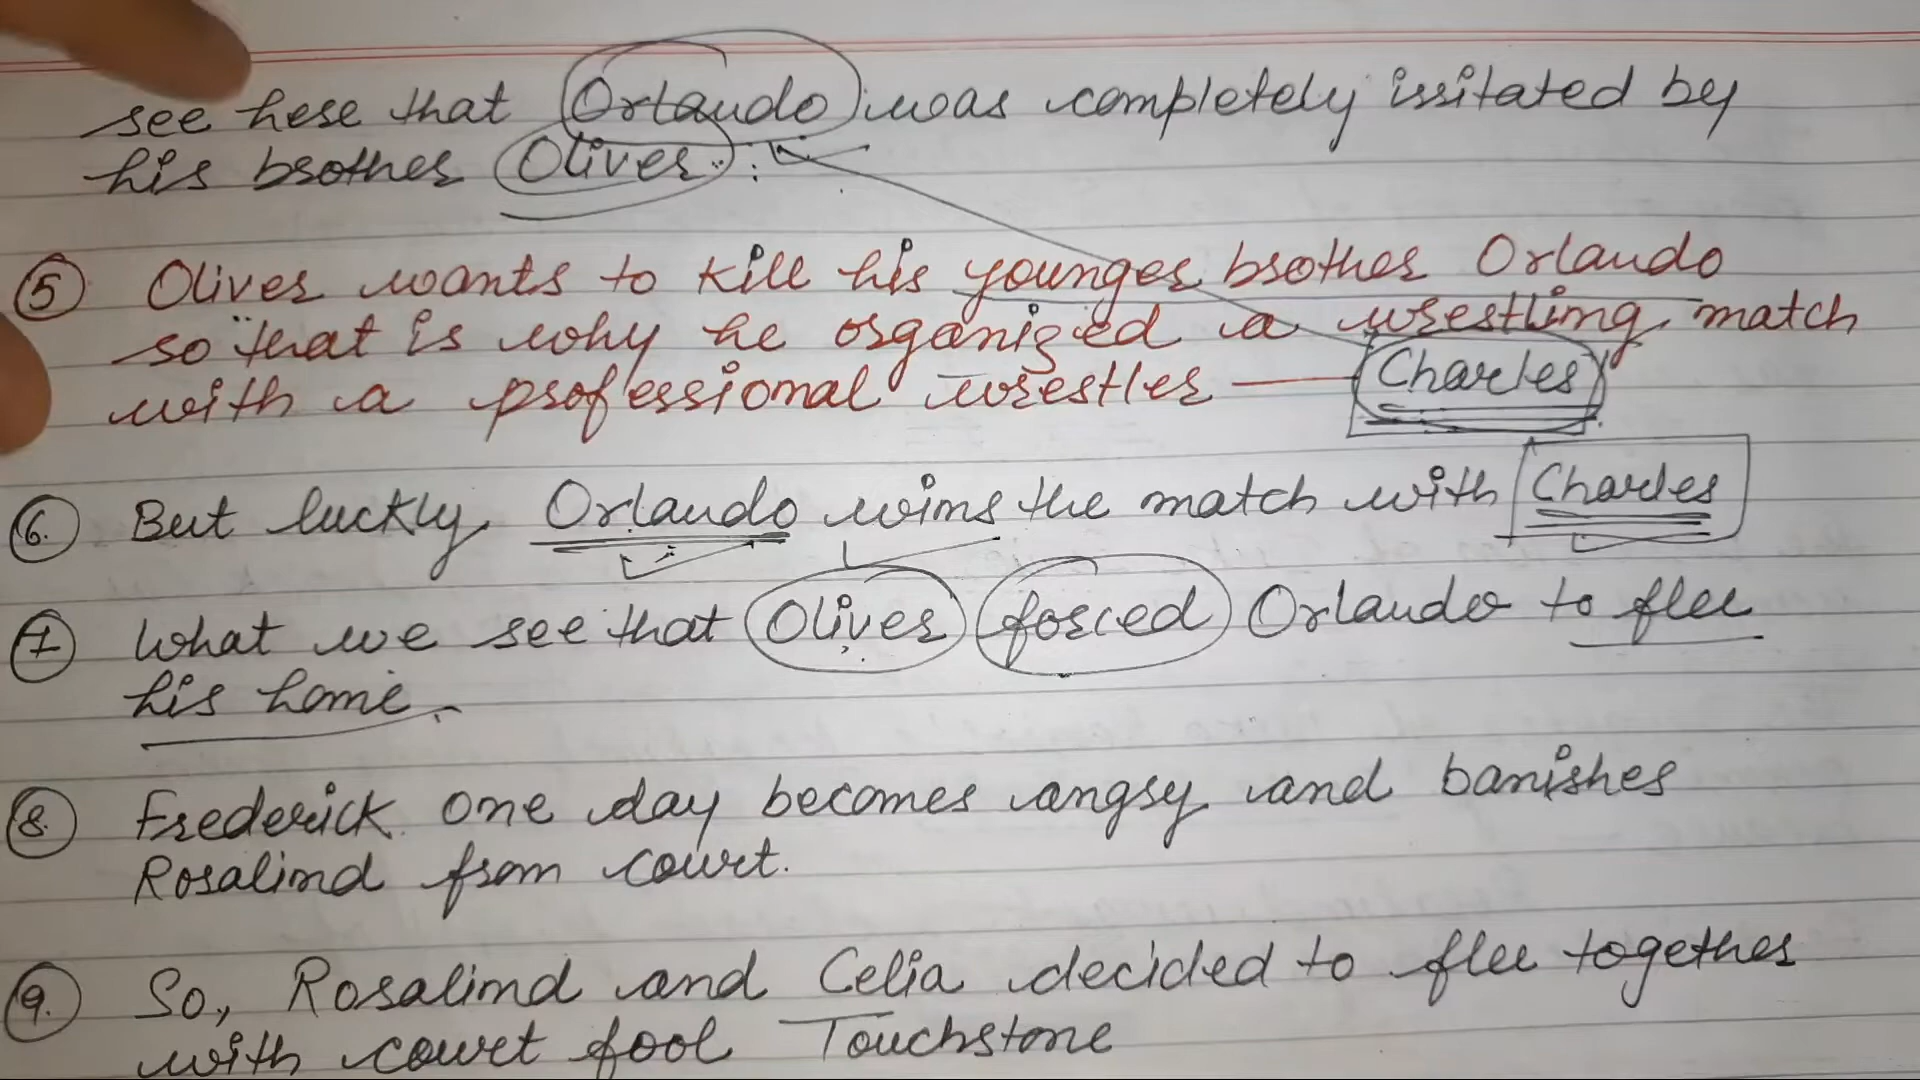 see here that Orlando was completely irritated by
his brother Oliver.
⑤ Oliver wants to kill his younger brother Orlando
so that is why he organized a wrestling match
with a professional wrestler — Charles
⑥. But luckly, Orlando wins the match with Charles
⑦ What we see that Oliver forced Orlando to flee
his home.
⑧. Frederick one day becomes angry and banishes
Rosalind from court.
⑨. So, Rosalind and Celia decided to flee together
with court fool Touchstone